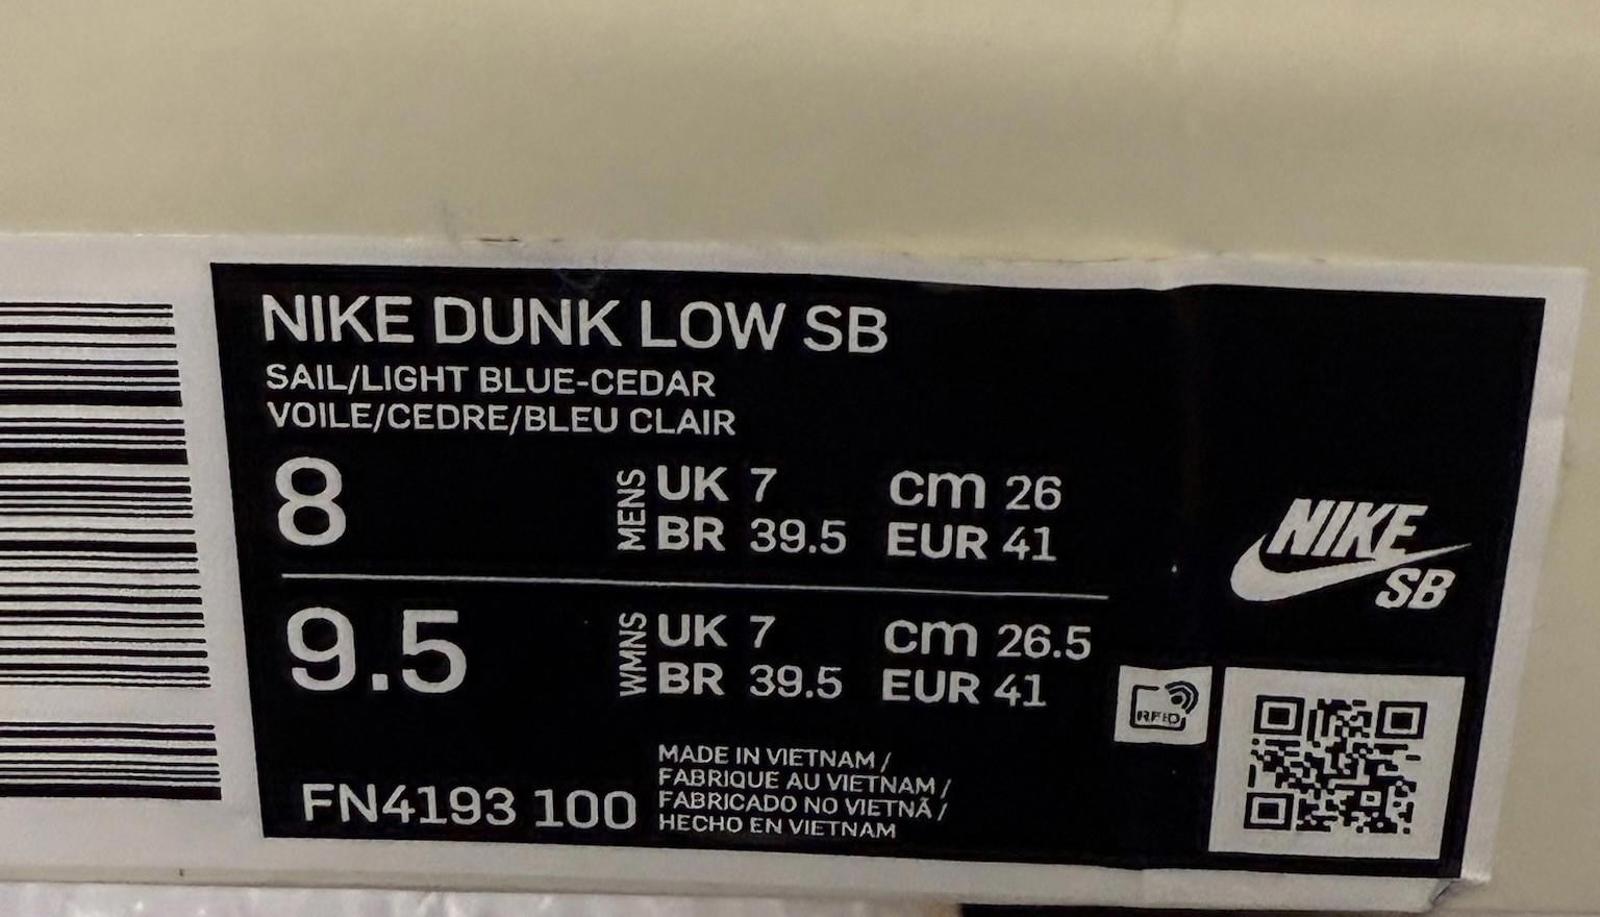 NIKE DUNK LOW SB
SAIL/LIGHT BLUE-CEDAR
VOILE/CEDRE/BLEU CLAIR
8 MENS UK 7 cm 26
BR 39.5 EUR 41
9.5 WMNS UK 7 cm 26.5
BR 39.5 EUR 41
NIKE
SB
RFID
FN4193 100
MADE IN VIETNAM /
FABRIQUE AU VIETNAM /
FABRICADO NO VIETNÃ /
HECHO EN VIETNAM